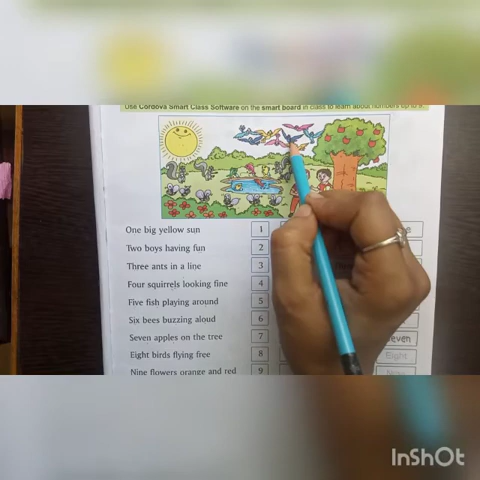 Use Cordova Smart Class Software on the smart board in class to learn about numbers up to 9.
One big yellow sun 1
Two boys having fun 2
Three ants in a line 3
Four squirrels looking fine 4
Five fish playing around 5
Six bees buzzing aloud 6
Seven apples on the tree 7
Eight birds flying free 8 Eight
Nine flowers orange and red 9
InShOt